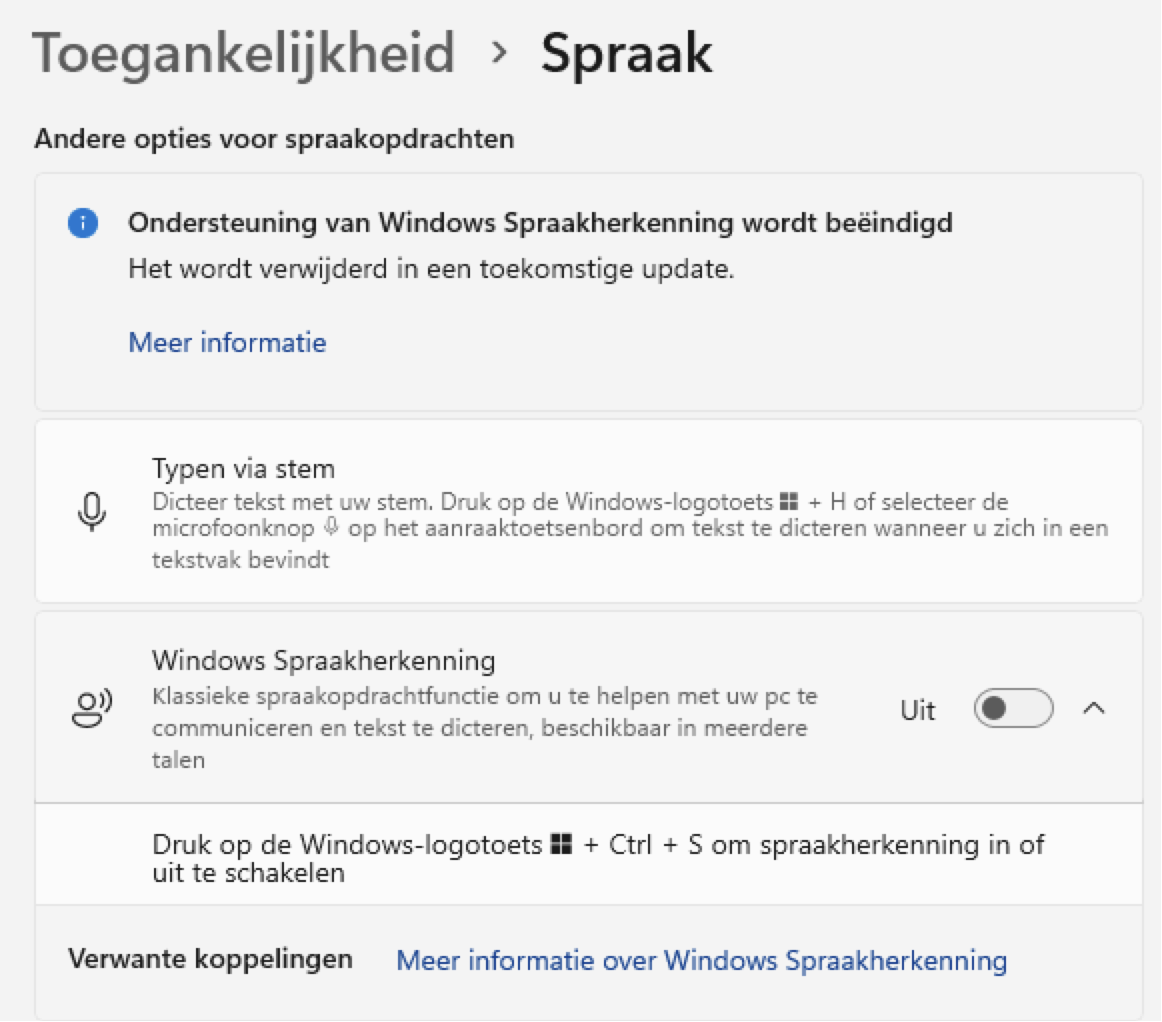 Toegankelijkheid > Spraak
Andere opties voor spraakopdrachten
Ondersteuning van Windows Spraakherkenning wordt beëindigd
Het wordt verwijderd in een toekomstige update.
Meer informatie
Typen via stem
Dicteer tekst met uw stem. Druk op de Windows-logotoets + H of selecteer de
microfoonknop op het aanraaktoetsenbord om tekst te dicteren wanneer u zich in een
tekstvak bevindt
Windows Spraakherkenning
Klassieke spraakopdrachtfunctie om u te helpen met uw pc te
communiceren en tekst te dicteren, beschikbaar in meerdere
talen
Uit
Druk op de Windows-logotoets + Ctrl + S om spraakherkenning in of
uit te schakelen
Verwante koppelingen Meer informatie over Windows Spraakherkenning